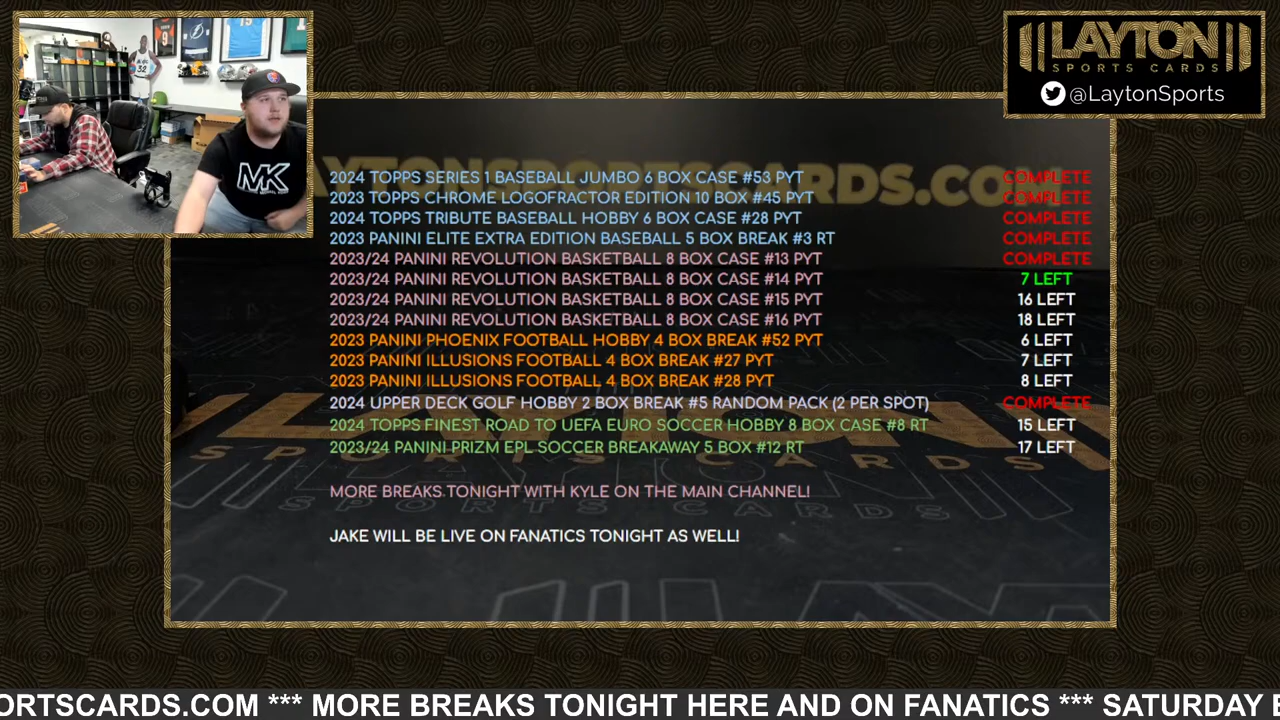 LAYTON
SPORTS CARDS
@LaytonSports
MK
32
9
LAYTONSPORTSCARDS.CO
2024 TOPPS SERIES 1 BASEBALL JUMBO 6 BOX CASE #53 PYT COMPLETE
2023 TOPPS CHROME LOGOFRACTOR EDITION 10 BOX #45 PYT COMPLETE
2024 TOPPS TRIBUTE BASEBALL HOBBY 6 BOX CASE #28 PYT COMPLETE
2023 PANINI ELITE EXTRA EDITION BASEBALL 5 BOX BREAK #3 RT COMPLETE
2023/24 PANINI REVOLUTION BASKETBALL 8 BOX CASE #13 PYT COMPLETE
2023/24 PANINI REVOLUTION BASKETBALL 8 BOX CASE #14 PYT 7 LEFT
2023/24 PANINI REVOLUTION BASKETBALL 8 BOX CASE #15 PYT 16 LEFT
2023/24 PANINI REVOLUTION BASKETBALL 8 BOX CASE #16 PYT 18 LEFT
2023 PANINI PHOENIX FOOTBALL HOBBY 4 BOX BREAK #52 PYT 6 LEFT
2023 PANINI ILLUSIONS FOOTBALL 4 BOX BREAK #27 PYT 7 LEFT
2023 PANINI ILLUSIONS FOOTBALL 4 BOX BREAK #28 PYT 8 LEFT
2024 UPPER DECK GOLF HOBBY 2 BOX BREAK #5 RANDOM PACK (2 PER SPOT) COMPLETE
2024 TOPPS FINEST ROAD TO UEFA EURO SOCCER HOBBY 8 BOX CASE #8 RT 15 LEFT
2023/24 PANINI PRIZM EPL SOCCER BREAKAWAY 5 BOX #12 RT 17 LEFT
MORE BREAKS TONIGHT WITH KYLE ON THE MAIN CHANNEL!
JAKE WILL BE LIVE ON FANATICS TONIGHT AS WELL!
ORTSCARDS.COM *** MORE BREAKS TONIGHT HERE AND ON FANATICS *** SATURDAY